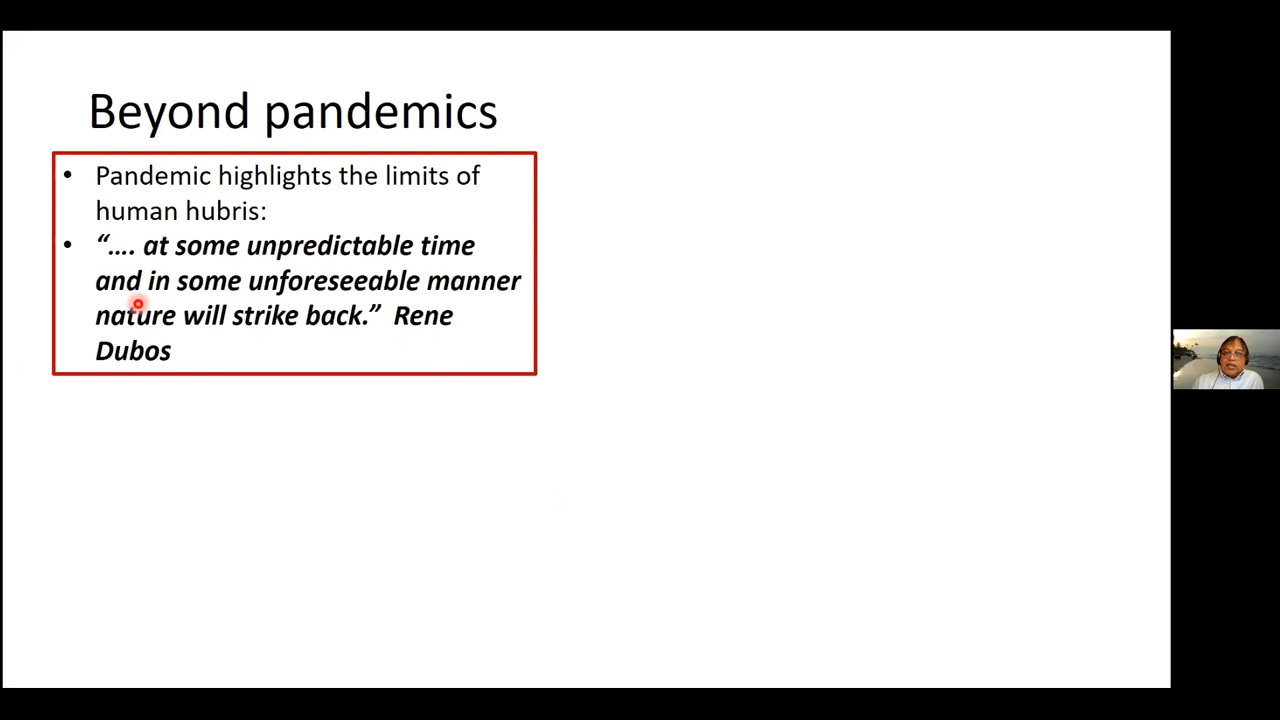 Beyond pandemics
• Pandemic highlights the limits of
human hubris:
• “…. at some unpredictable time
and in some unforeseeable manner
nature will strike back.” Rene
Dubos